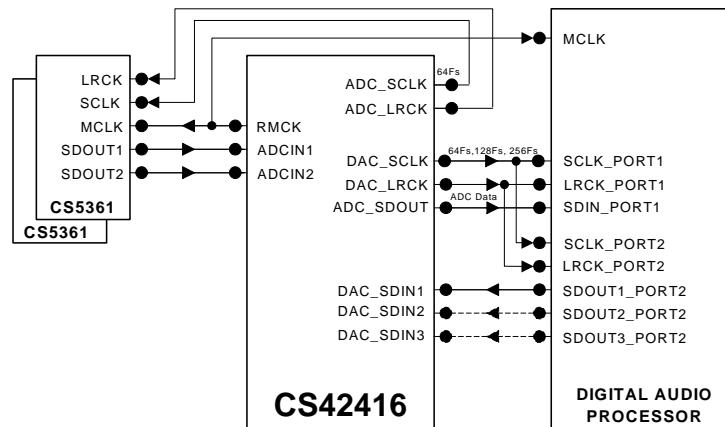 LRCK
SCLK
MCLK
SDOUT1
SDOUT2
CS5361
CS5361
RMCK
ADCIN1
ADCIN2
ADC_SCLK
ADC_LRCK
DAC_SCLK
DAC_LRCK
ADC_SDOUT
DAC_SDIN1
DAC_SDIN2
DAC_SDIN3
CS42416
64Fs
64Fs,128Fs, 256Fs
ADC Data
MCLK
SCLK_PORT1
LRCK_PORT1
SDIN_PORT1
SCLK_PORT2
LRCK_PORT2
SDOUT1_PORT2
SDOUT2_PORT2
SDOUT3_PORT2
DIGITAL AUDIO
PROCESSOR